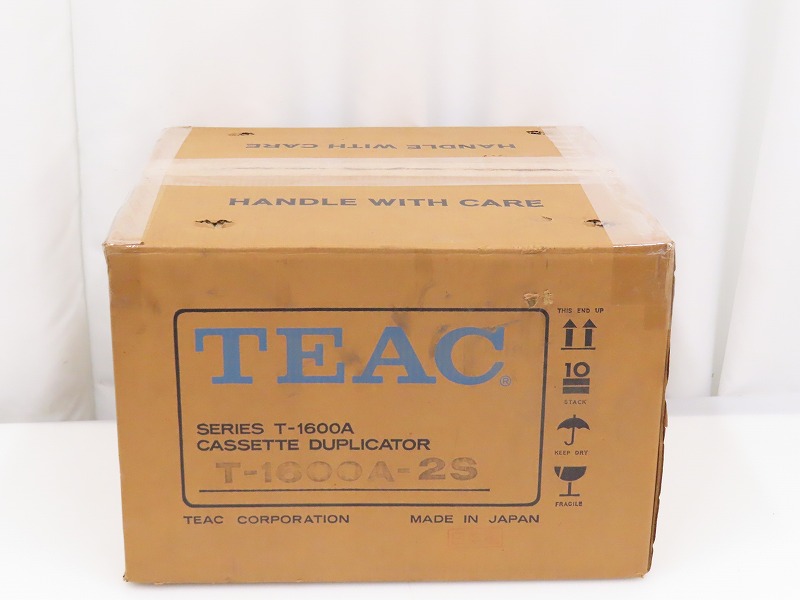 HANDLE WITH CARE
HANDLE WITH CARE
TEAC®
SERIES T-1600A
CASSETTE DUPLICATOR
T-1600A-2S
TEAC CORPORATION
MADE IN JAPAN
THIS END UP
10
STACK
KEEP DRY
FRAGILE